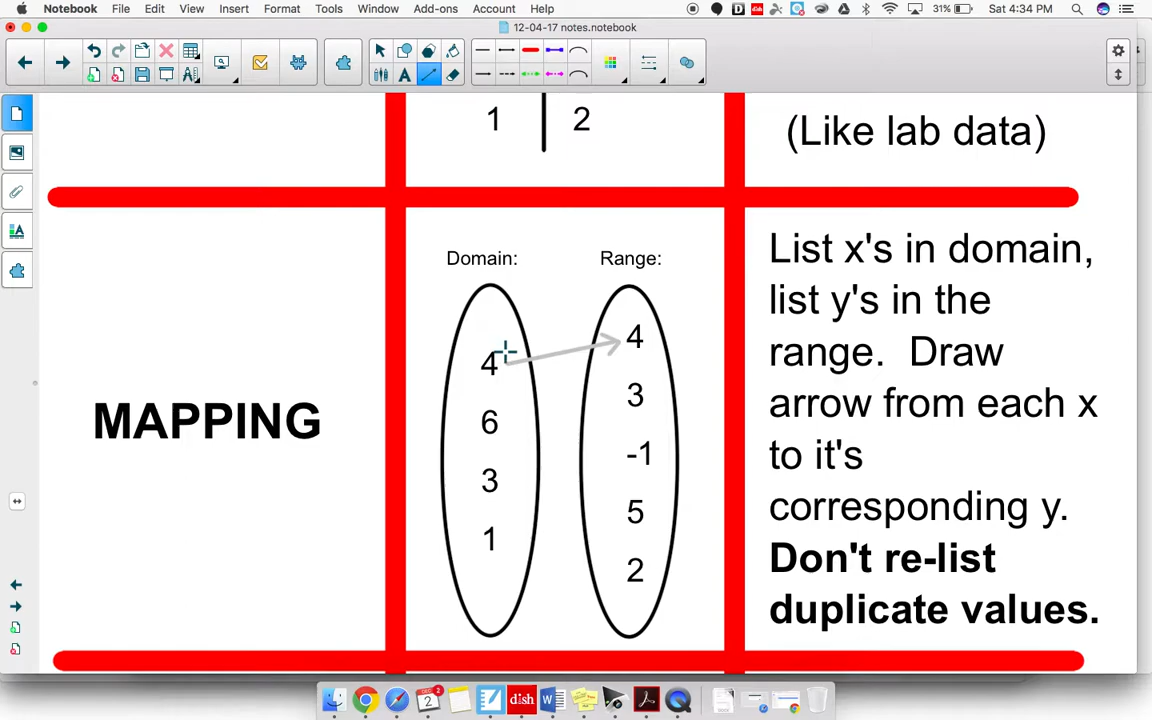 Notebook File Edit View Insert Format Tools Window Add-ons Account Help 31% Sat 4:34 PM
12-04-17 notes.notebook
1 2
(Like lab data)
MAPPING
Domain: Range:
4
6
3
1
4
3
-1
5
2
List x's in domain,
list y's in the
range. Draw
arrow from each x
to it's
corresponding y.
Don't re-list
duplicate values.
dish